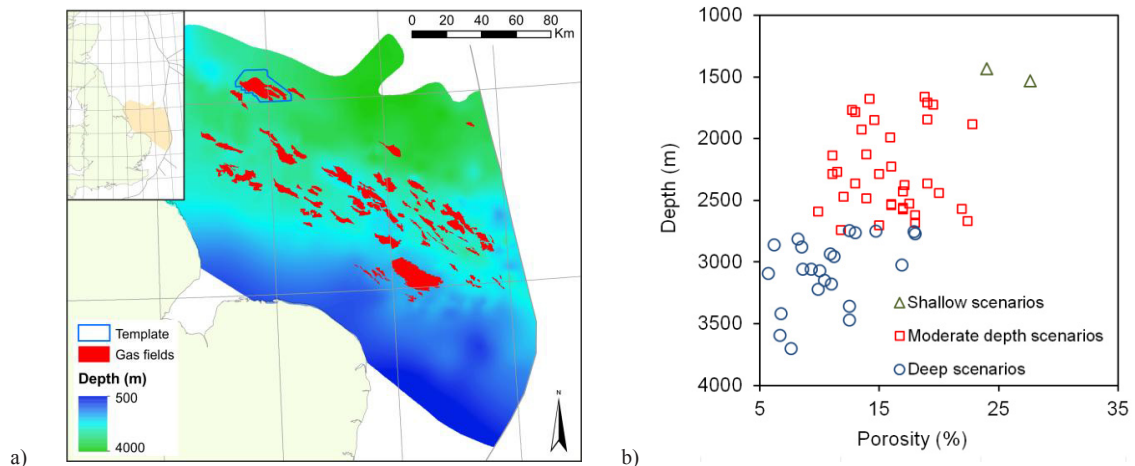 0 20 40 60 80
Km
Template
Gas fields
Depth (m)
500
4000
N
a)
1000
1500
2000
2500
3000
3500
4000
Depth (m)
Shallow scenarios
Moderate depth scenarios
Deep scenarios
5 15 25 35
Porosity (%)
b)